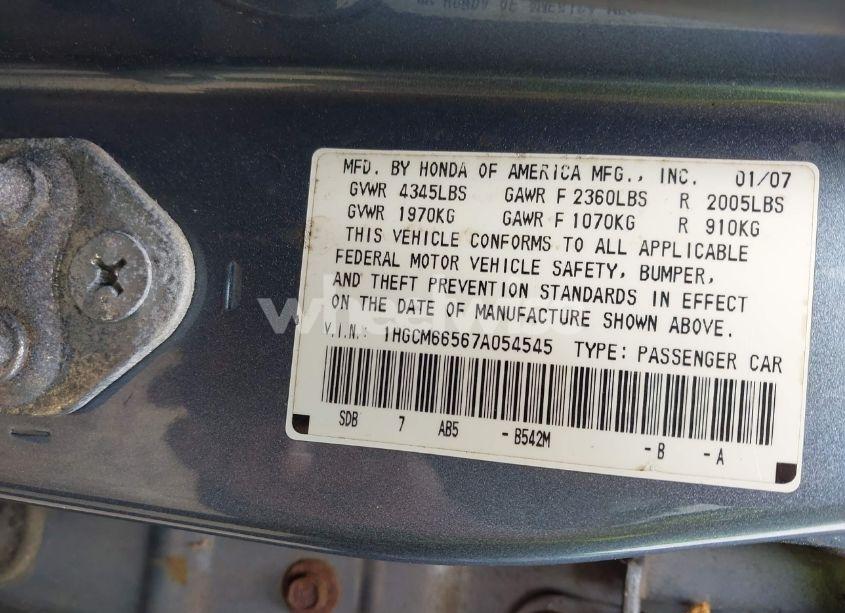 MFD. BY HONDA OF AMERICA MFG., INC. 01/07
GVWR 4345LBS GAWR F 2360LBS R 2005LBS
GVWR 1970KG GAWR F 1070KG R 910KG
THIS VEHICLE CONFORMS TO ALL APPLICABLE
FEDERAL MOTOR VEHICLE SAFETY, BUMPER,
AND THEFT PREVENTION STANDARDS IN EFFECT
ON THE DATE OF MANUFACTURE SHOWN ABOVE.
V.I.N.: 1HGCM66567A054545 TYPE: PASSENGER CAR
SDB 7 AB5 - B542M - B - A